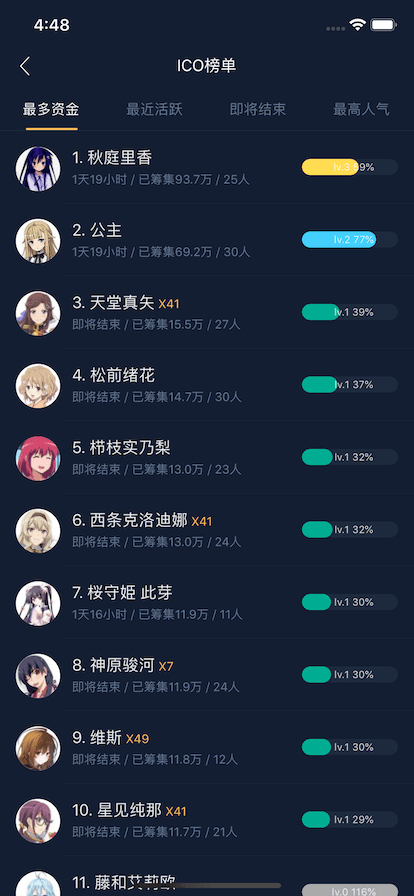 4:48
ICO榜单
最多资金 最近活跃 即将结束 最高人气
1. 秋庭里香
1天19小时 / 已筹集93.7万 / 25人
lv.3 59%
2. 公主
1天19小时 / 已筹集69.2万 / 30人
lv.2 77%
3. 天堂真矢 X41
即将结束 / 已筹集15.5万 / 27人
lv.1 39%
4. 松前绪花
即将结束 / 已筹集14.7万 / 30人
lv.1 37%
5. 栉枝实乃梨
即将结束 / 已筹集13.0万 / 23人
lv.1 32%
6. 西条克洛迪娜 X41
即将结束 / 已筹集13.0万 / 24人
lv.1 32%
7. 桜守姫 此芽
1天16小时 / 已筹集11.9万 / 11人
lv.1 30%
8. 神原骏河 X7
即将结束 / 已筹集11.9万 / 24人
lv.1 30%
9. 维斯 X49
即将结束 / 已筹集11.8万 / 12人
lv.1 30%
10. 星见纯那 X41
即将结束 / 已筹集11.7万 / 21人
lv.1 29%
11. 藤和艾莉欧
lv.0 116%